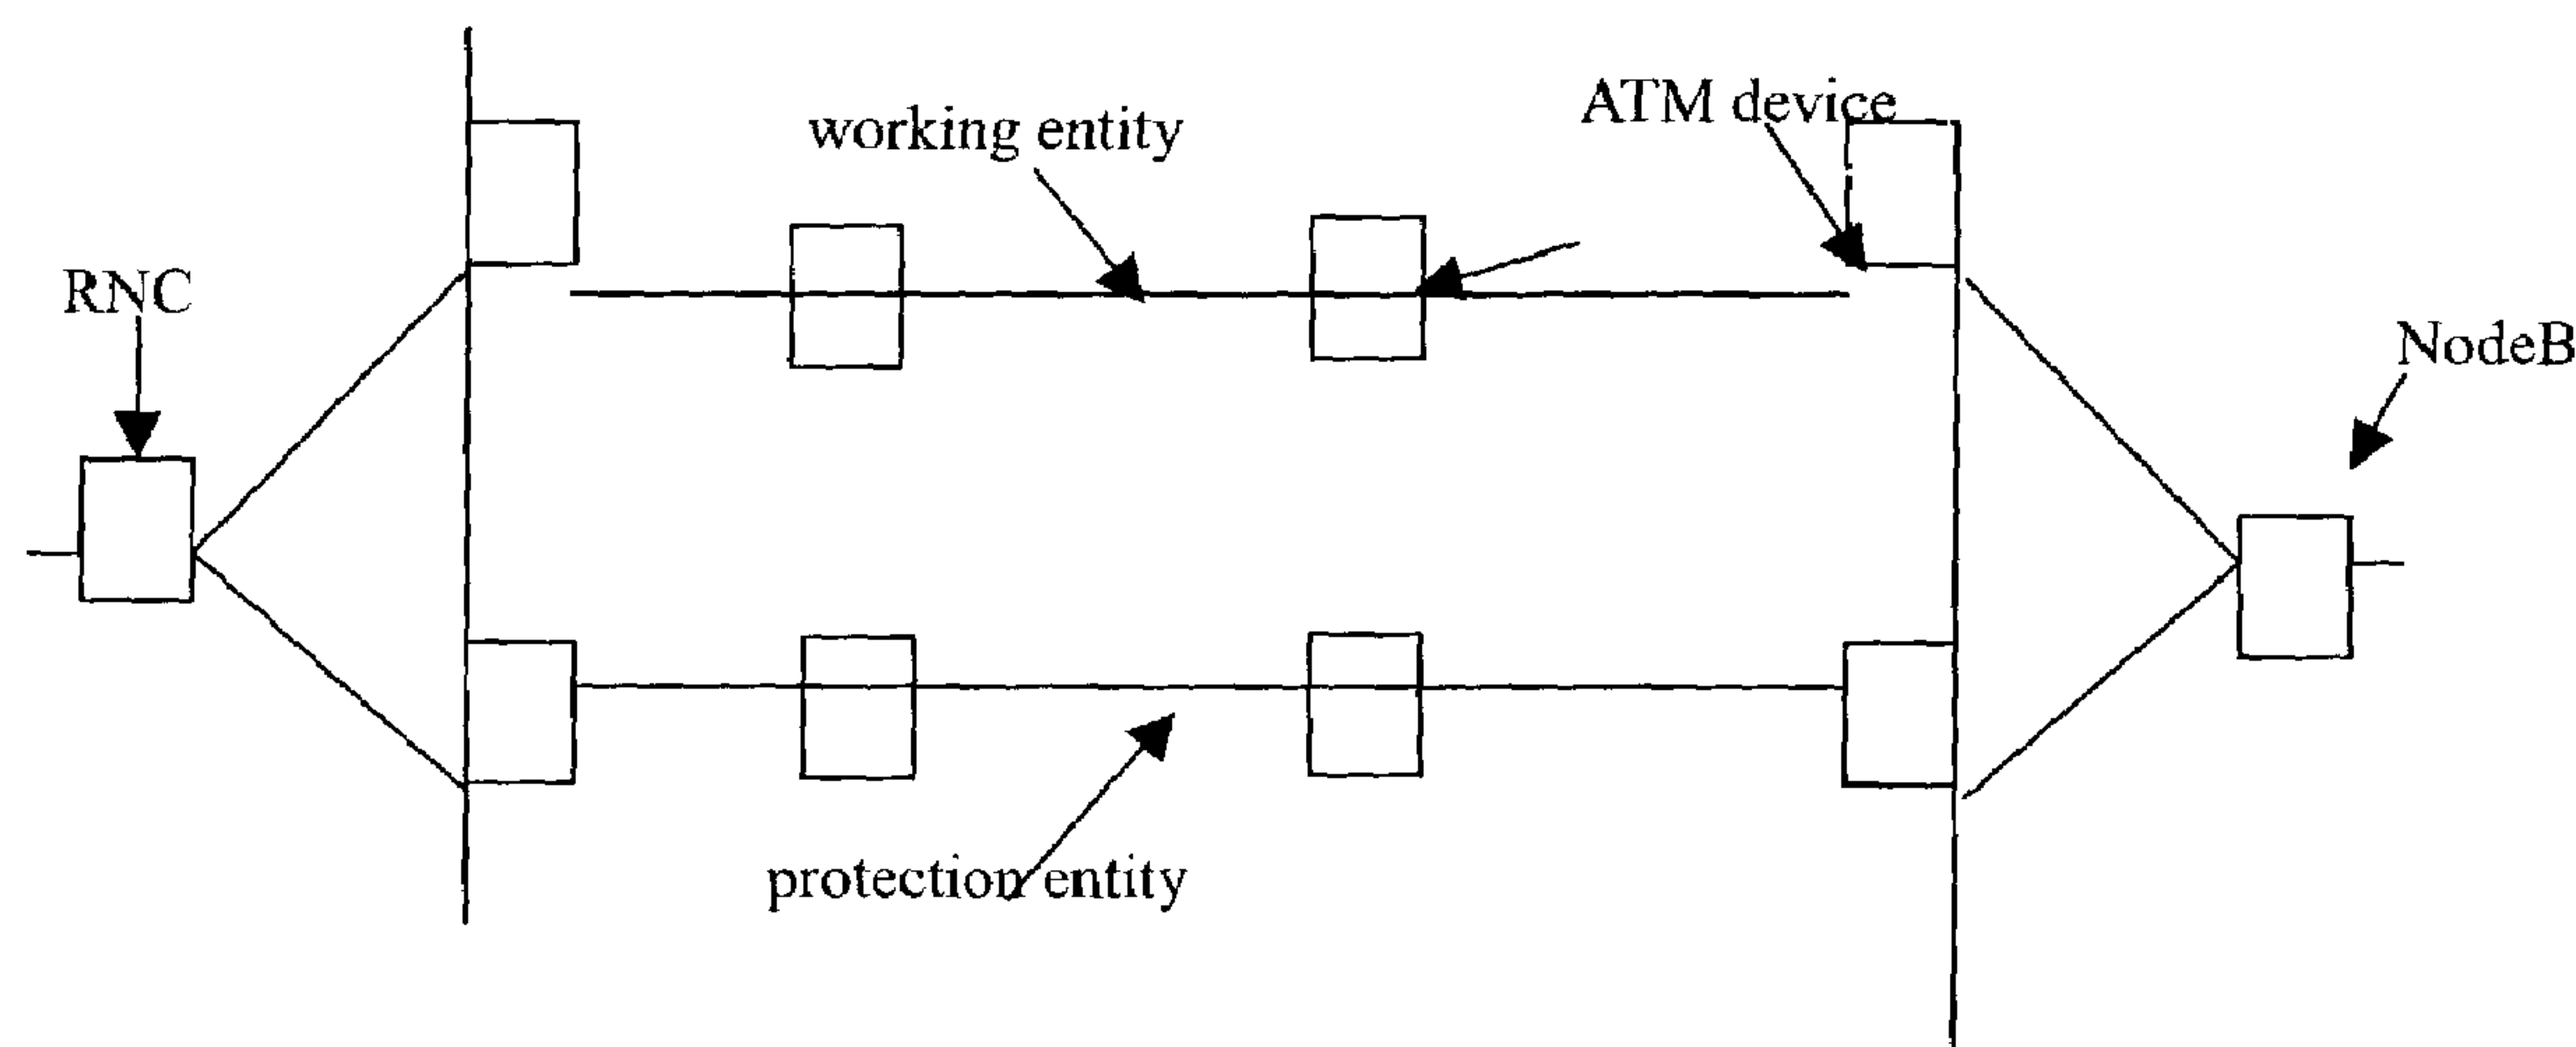 ATM device
working entity
RNC
NodeB
protection entity